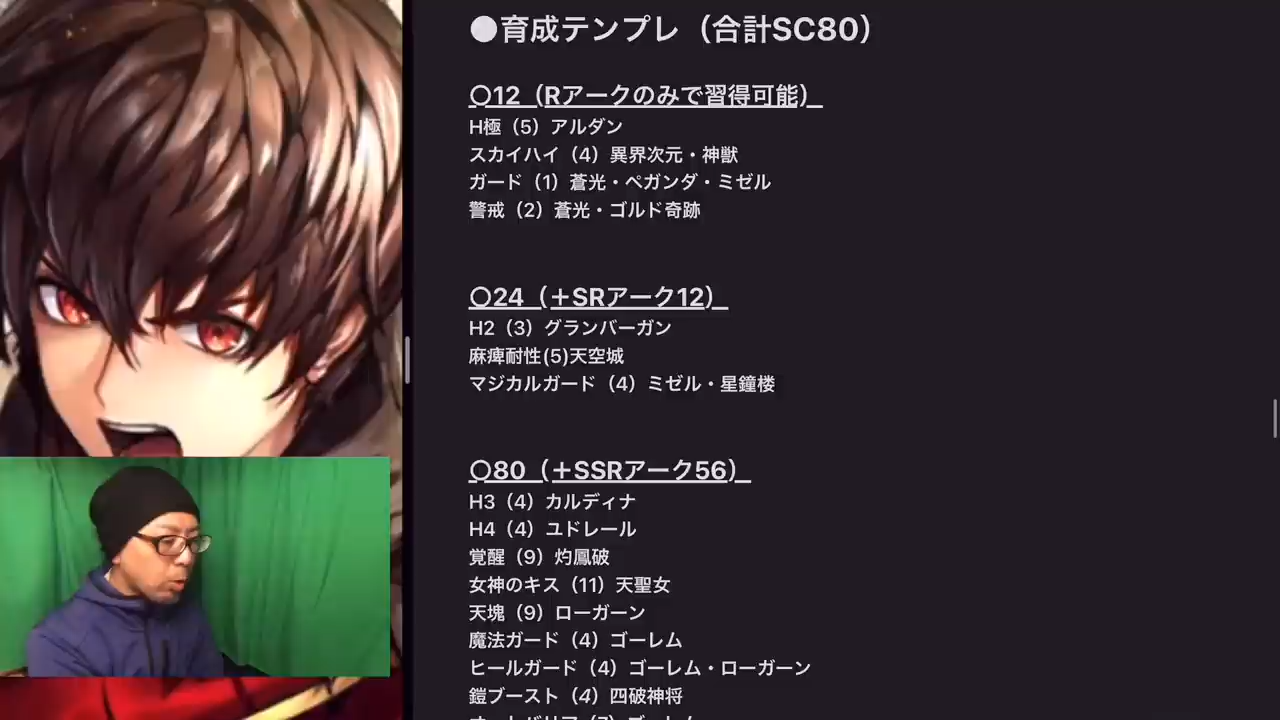 ●育成テンプレ（合計SC80）
〇12（Rアークのみで習得可能）
H極（5）アルダン
スカイハイ（4）異界次元・神獣
ガード（1）蒼光・ペガンダ・ミゼル
警戒（2）蒼光・ゴルド奇跡
〇24（＋SRアーク12）
H2（3）グランバーガン
麻痺耐性(5)天空城
マジカルガード（4）ミゼル・星鐘楼
〇80（＋SSRアーク56）
H3（4）カルディナ
H4（4）ユドレール
覚醒（9）灼鳳破
女神のキス（11）天聖女
天塊（9）ローガーン
魔法ガード（4）ゴーレム
ヒールガード（4）ゴーレム・ローガーン
鎧ブースト（4）四破神将